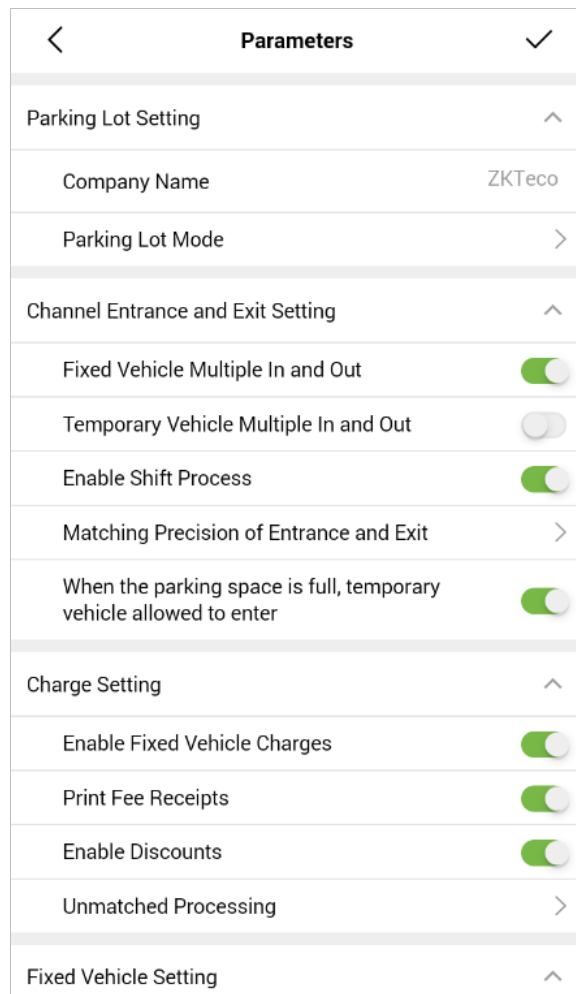 Parameters
Parking Lot Setting
Company Name ZKTeco
Parking Lot Mode
Channel Entrance and Exit Setting
Fixed Vehicle Multiple In and Out
Temporary Vehicle Multiple In and Out
Enable Shift Process
Matching Precision of Entrance and Exit
When the parking space is full, temporary
vehicle allowed to enter
Charge Setting
Enable Fixed Vehicle Charges
Print Fee Receipts
Enable Discounts
Unmatched Processing
Fixed Vehicle Setting